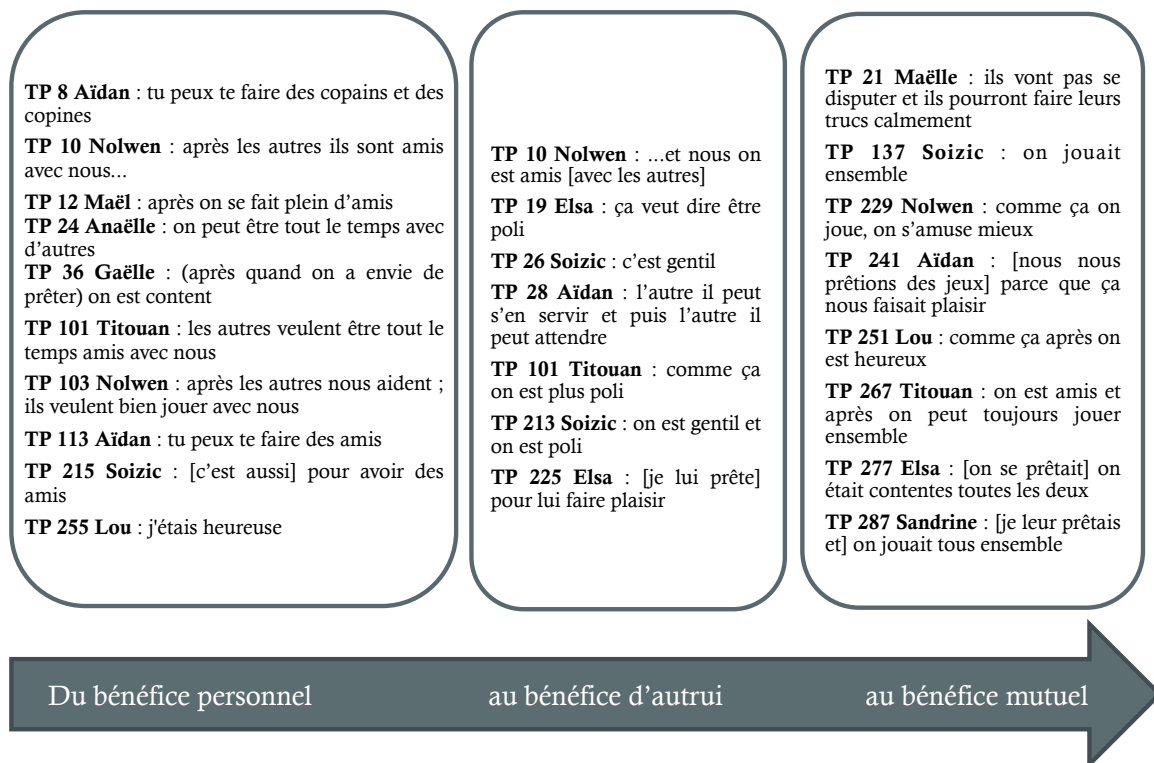 TP 8 Aïdan : tu peux te faire des copains et des
copines
TP 10 Nolwen : après les autres ils sont amis
avec nous...
TP 12 Maël : après on se fait plein d’amis
TP 24 Anaëlle : on peut être tout le temps avec
d’autres
TP 36 Gaëlle : (après quand on a envie de
prêter) on est content
TP 101 Titouan : les autres veulent être tout le
temps amis avec nous
TP 103 Nolwen : après les autres nous aident ;
ils veulent bien jouer avec nous
TP 113 Aïdan : tu peux te faire des amis
TP 215 Soizic : [c’est aussi] pour avoir des
amis
TP 255 Lou : j'étais heureuse
TP 10 Nolwen : ...et nous on
est amis [avec les autres]
TP 19 Elsa : ça veut dire être
poli
TP 26 Soizic : c’est gentil
TP 28 Aïdan : l’autre il peut
s’en servir et puis l’autre il
peut attendre
TP 101 Titouan : comme ça
on est plus poli
TP 213 Soizic : on est gentil et
on est poli
TP 225 Elsa : [je lui prête]
pour lui faire plaisir
TP 21 Maëlle : ils vont pas se
disputer et ils pourront faire leurs
trucs calmement
TP 137 Soizic : on jouait
ensemble
TP 229 Nolwen : comme ça on
joue, on s’amuse mieux
TP 241 Aïdan : [nous nous
prêtions des jeux] parce que ça
nous faisait plaisir
TP 251 Lou : comme ça après on
est heureux
TP 267 Titouan : on est amis et
après on peut toujours jouer
ensemble
TP 277 Elsa : [on se prêtait] on
était contentes toutes les deux
TP 287 Sandrine : [je leur prêtais
et] on jouait tous ensemble
Du bénéfice personnel au bénéfice d’autrui au bénéfice mutuel